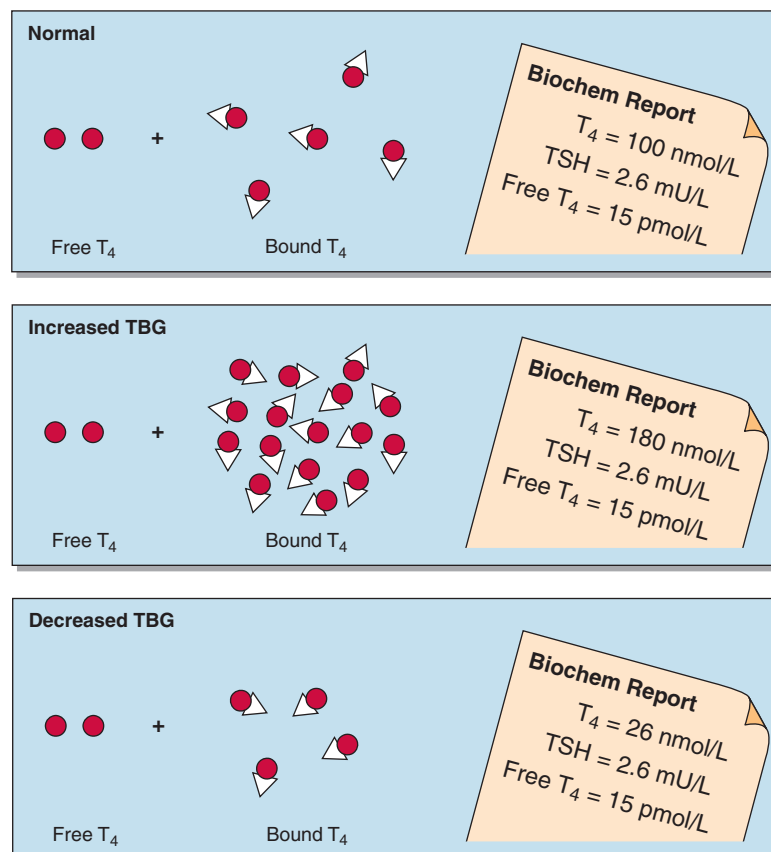 Normal
+
Free T₄
Bound T₄
Biochem Report
T₄ = 100 nmol/L
TSH = 2.6 mU/L
Free T₄ = 15 pmol/L
Increased TBG
+
Free T₄
Bound T₄
Biochem Report
T₄ = 180 nmol/L
TSH = 2.6 mU/L
Free T₄ = 15 pmol/L
Decreased TBG
+
Free T₄
Bound T₄
Biochem Report
T₄ = 26 nmol/L
TSH = 2.6 mU/L
Free T₄ = 15 pmol/L